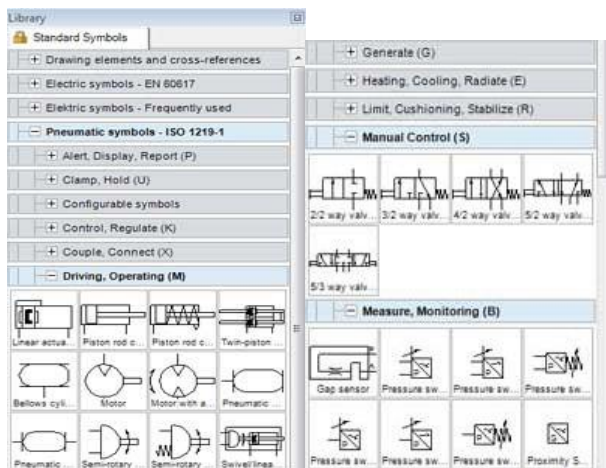 Library
Standard Symbols
Drawing elements and cross-references
Electric symbols - EN 60617
Elektric symbols - Frequently used
Pneumatic symbols - ISO 1219-1
Alert, Display, Report (P)
Clamp, Hold (U)
Configurable symbols
Control, Regulate (K)
Couple, Connect (X)
Driving, Operating (M)
Linear actua... Piston rod c... Piston rod c... Twin-piston ...
Bellows cyli... Motor Motor with a... Pneumatic ...
Pneumatic ... Semi-rotary ... Semi-rotary ... Swivel/linea...
Generate (G)
Heating, Cooling, Radiate (E)
Limit, Cushioning, Stabilize (R)
Manual Control (S)
2/2 way valv... 3/2 way valv... 4/2 way valv... 5/2 way valv...
5/3 way valv...
Measure, Monitoring (B)
Gap sensor Pressure sw... Pressure sw... Pressure sw...
Pressure sw... Pressure sw... Pressure sw... Proximity S...